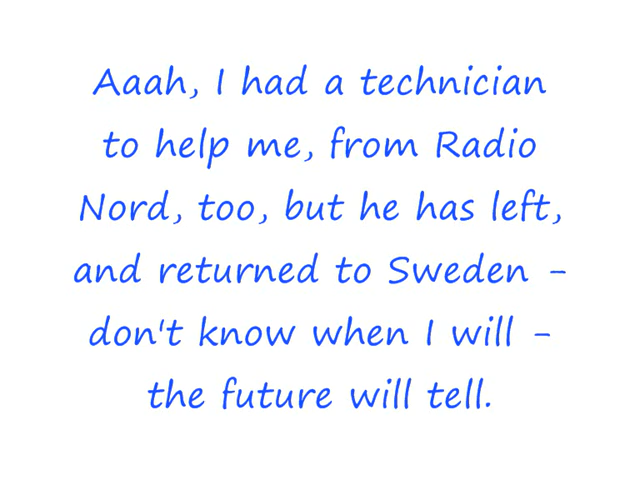 Aaah, I had a technician
to help me, from Radio
Nord, too, but he has left,
and returned to Sweden -
don't know when I will -
the future will tell.